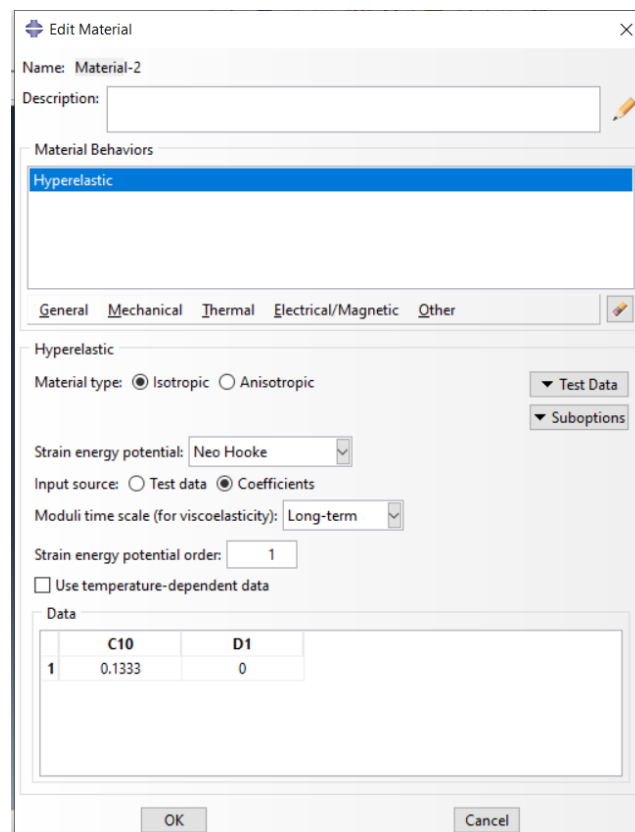 Edit Material
Name: Material-2
Description:
Material Behaviors
Hyperelastic
General Mechanical Thermal Electrical/Magnetic Other
Hyperelastic
Material type: Isotropic Anisotropic
Test Data
Suboptions
Strain energy potential: Neo Hooke
Input source: Test data Coefficients
Moduli time scale (for viscoelasticity): Long-term
Strain energy potential order: 1
Use temperature-dependent data
Data
C10 D1
1 0.1333 0
OK Cancel